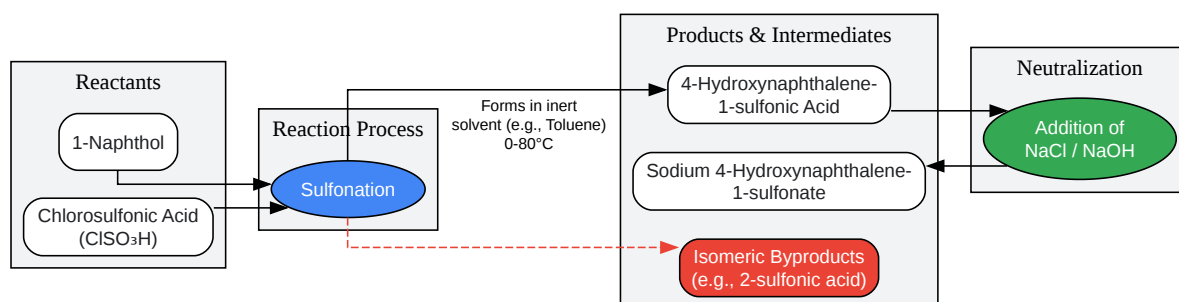 Reactants
1-Naphthol
Chlorosulfonic Acid
(ClSO₃H)
Reaction Process
Sulfonation
Forms in inert
solvent (e.g., Toluene)
0-80°C
Products & Intermediates
4-Hydroxynaphthalene-
1-sulfonic Acid
Sodium 4-Hydroxynaphthalene-
1-sulfonate
Isomeric Byproducts
(e.g., 2-sulfonic acid)
Neutralization
Addition of
NaCl / NaOH